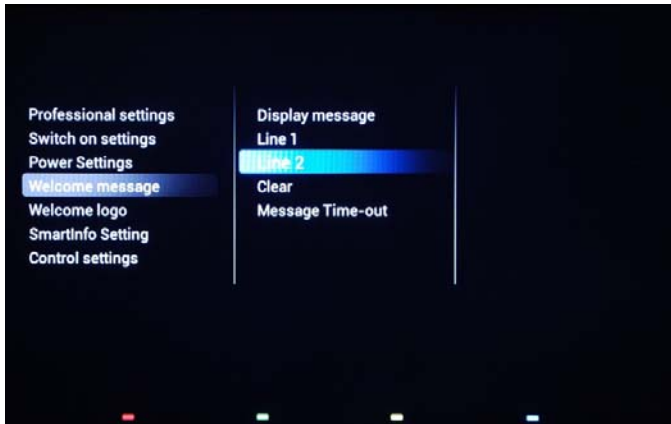 Professional settings
Switch on settings
Power Settings
Welcome message
Welcome logo
SmartInfo Setting
Control settings
Display message
Line 1
Line 2
Clear
Message Time-out